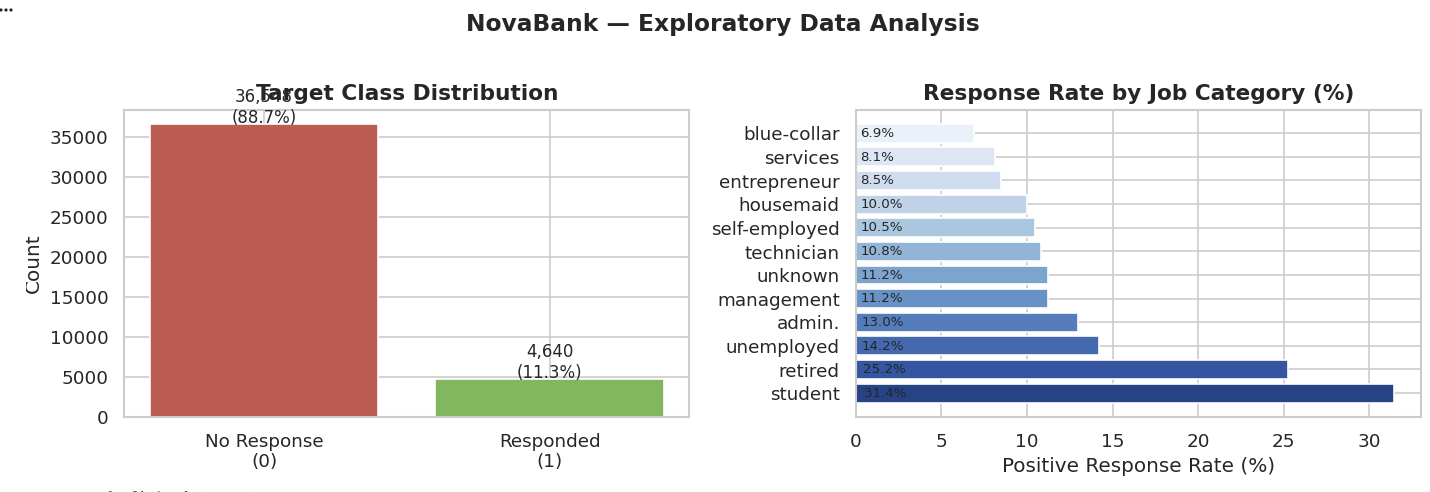 ...
NovaBank — Exploratory Data Analysis
Target Class Distribution
36,548
(88.7%)
4,640
(11.3%)
35000
30000
25000
20000
15000
10000
5000
0
Count
No Response
(0)
Responded
(1)
Response Rate by Job Category (%)
blue-collar 6.9%
services 8.1%
entrepreneur 8.5%
housemaid 10.0%
self-employed 10.5%
technician 10.8%
unknown 11.2%
management 11.2%
admin. 13.0%
unemployed 14.2%
retired 25.2%
student 31.4%
0 5 10 15 20 25 30
Positive Response Rate (%)